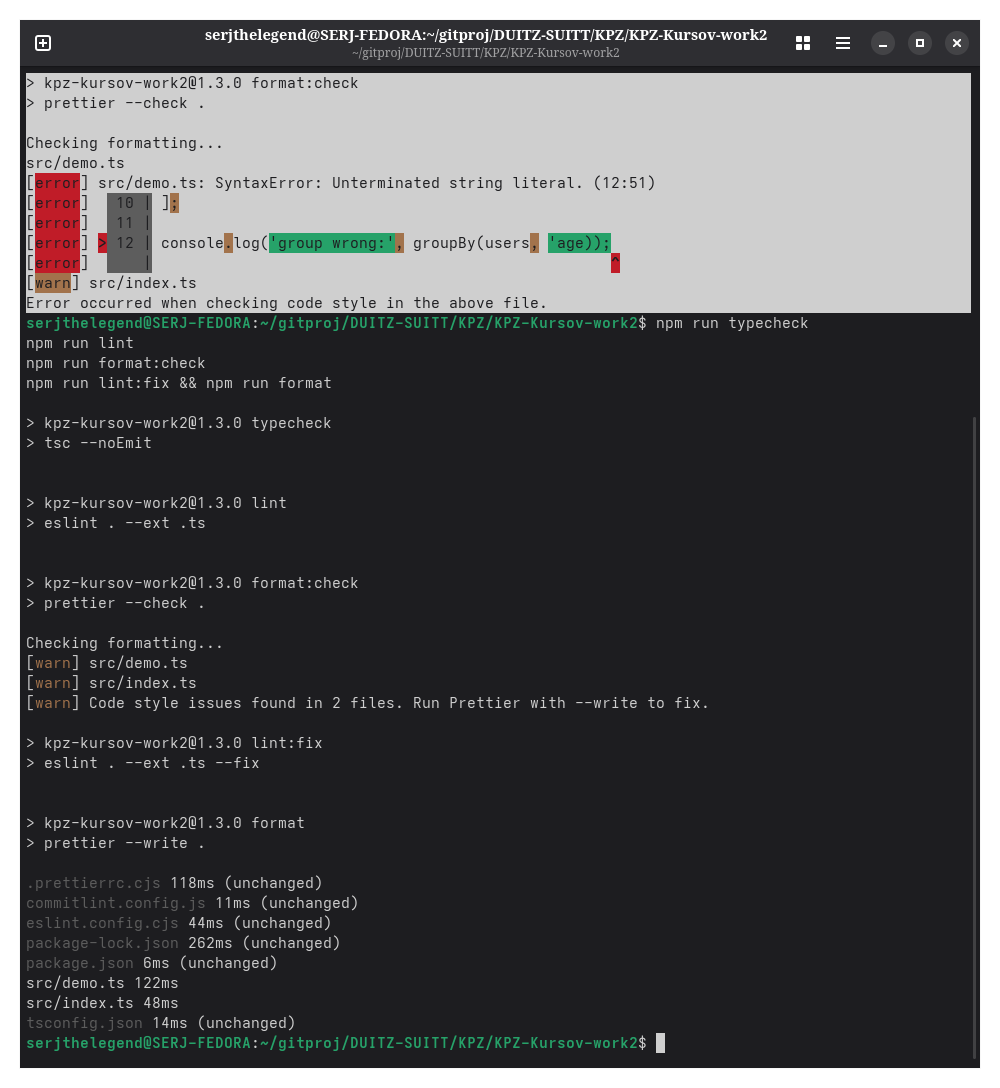 serjthelegend@SERJ-FEDORA:~/gitproj/DUITZ-SUITT/KPZ/KPZ-Kursov-work2
~/gitproj/DUITZ-SUITT/KPZ/KPZ-Kursov-work2
> kpz-kursov-work2@1.3.0 format:check
> prettier --check .
Checking formatting...
src/demo.ts
[error] src/demo.ts: SyntaxError: Unterminated string literal. (12:51)
[error]   10 | ];
[error]   11 |
[error] > 12 | console.log('group wrong:', groupBy(users, 'age));
[error]      |                                                   ^
[warn] src/index.ts
Error occurred when checking code style in the above file.
serjthelegend@SERJ-FEDORA:~/gitproj/DUITZ-SUITT/KPZ/KPZ-Kursov-work2$ npm run typecheck
npm run lint
npm run format:check
npm run lint:fix && npm run format
> kpz-kursov-work2@1.3.0 typecheck
> tsc --noEmit
> kpz-kursov-work2@1.3.0 lint
> eslint . --ext .ts
> kpz-kursov-work2@1.3.0 format:check
> prettier --check .
Checking formatting...
[warn] src/demo.ts
[warn] src/index.ts
[warn] Code style issues found in 2 files. Run Prettier with --write to fix.
> kpz-kursov-work2@1.3.0 lint:fix
> eslint . --ext .ts --fix
> kpz-kursov-work2@1.3.0 format
> prettier --write .
.prettierrc.cjs 118ms (unchanged)
commitlint.config.js 11ms (unchanged)
eslint.config.cjs 44ms (unchanged)
package-lock.json 262ms (unchanged)
package.json 6ms (unchanged)
src/demo.ts 122ms
src/index.ts 48ms
tsconfig.json 14ms (unchanged)
serjthelegend@SERJ-FEDORA:~/gitproj/DUITZ-SUITT/KPZ/KPZ-Kursov-work2$